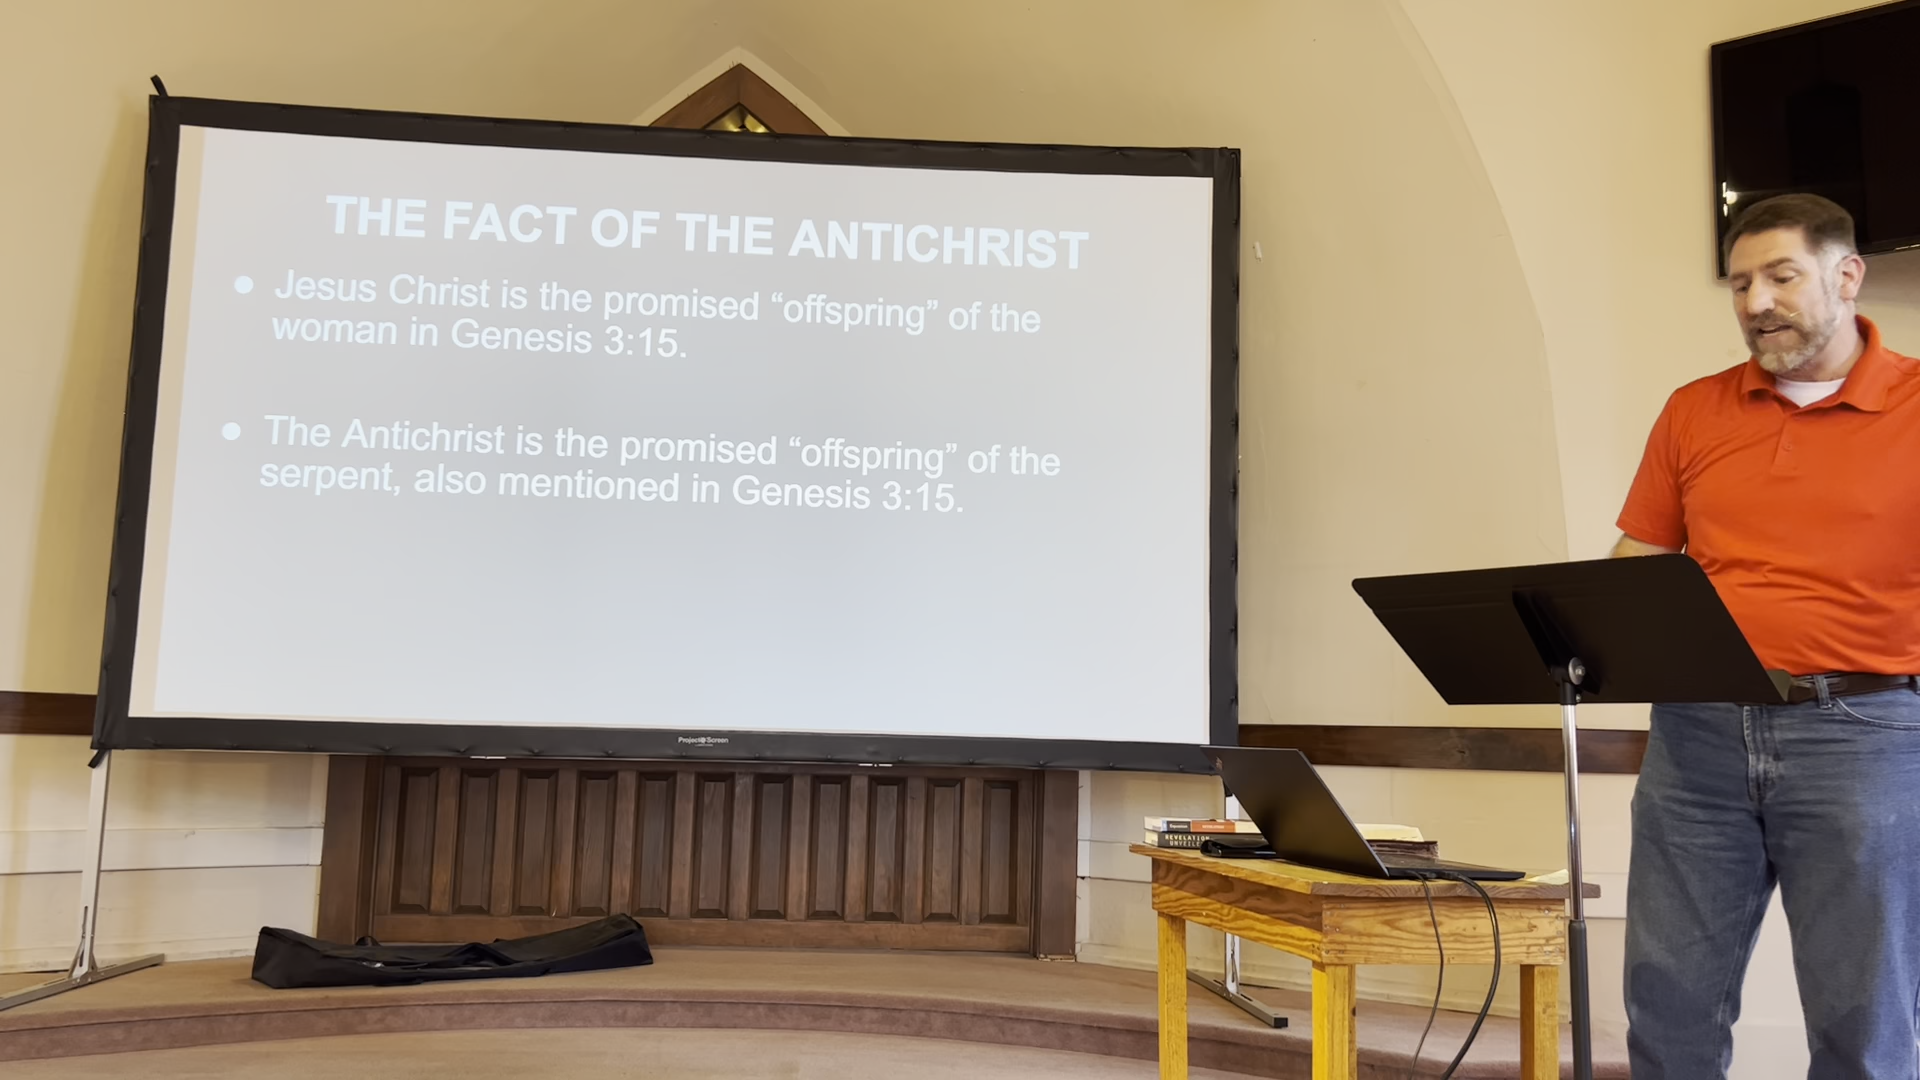 THE FACT OF THE ANTICHRIST
● Jesus Christ is the promised “offspring” of the
woman in Genesis 3:15.
● The Antichrist is the promised “offspring” of the
serpent, also mentioned in Genesis 3:15.
Project Screen
REVELATION
UNVEILED